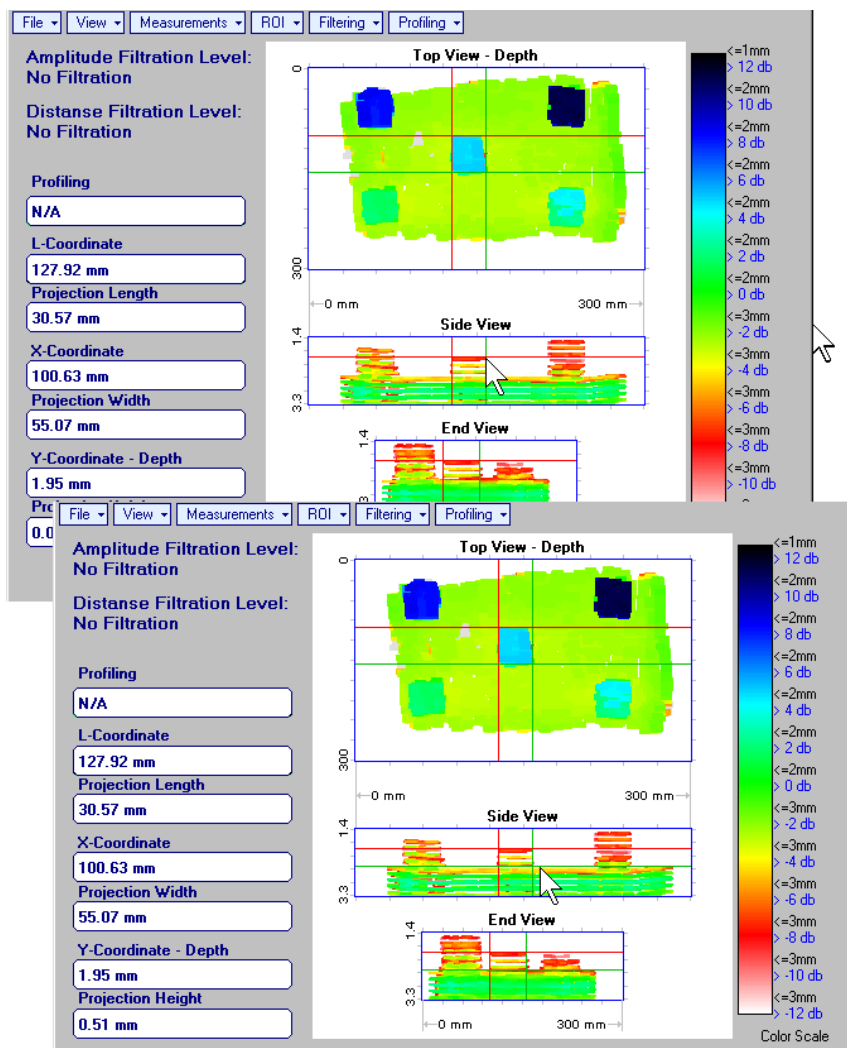 File View Measurements ROI Filtering Profiling
Amplitude Filtration Level:
No Filtration
Distanse Filtration Level:
No Filtration
Profiling
N/A
L-Coordinate
127.92 mm
Projection Length
30.57 mm
X-Coordinate
100.63 mm
Projection Width
55.07 mm
Y-Coordinate - Depth
1.95 mm
Top View - Depth
0
300
0 mm 300 mm
Side View
1.4
3.3
End View
1.4
<=1mm
> 12 db
<=2mm
> 10 db
<=2mm
> 8 db
<=2mm
> 6 db
<=2mm
> 4 db
<=2mm
> 2 db
<=2mm
> 0 db
<=3mm
> -2 db
<=3mm
> -4 db
<=3mm
> -6 db
<=3mm
> -8 db
<=3mm
> -10 db
File View Measurements ROI Filtering Profiling
Amplitude Filtration Level:
No Filtration
Distanse Filtration Level:
No Filtration
Profiling
N/A
L-Coordinate
127.92 mm
Projection Length
30.57 mm
X-Coordinate
100.63 mm
Projection Width
55.07 mm
Y-Coordinate - Depth
1.95 mm
Projection Height
0.51 mm
Top View - Depth
0
300
0 mm 300 mm
Side View
1.4
3.3
End View
1.4
3.3
0 mm 300 mm
<=1mm
> 12 db
<=2mm
> 10 db
<=2mm
> 8 db
<=2mm
> 6 db
<=2mm
> 4 db
<=2mm
> 2 db
<=2mm
> 0 db
<=3mm
> -2 db
<=3mm
> -4 db
<=3mm
> -6 db
<=3mm
> -8 db
<=3mm
> -10 db
<=3mm
> -12 db
Color Scale